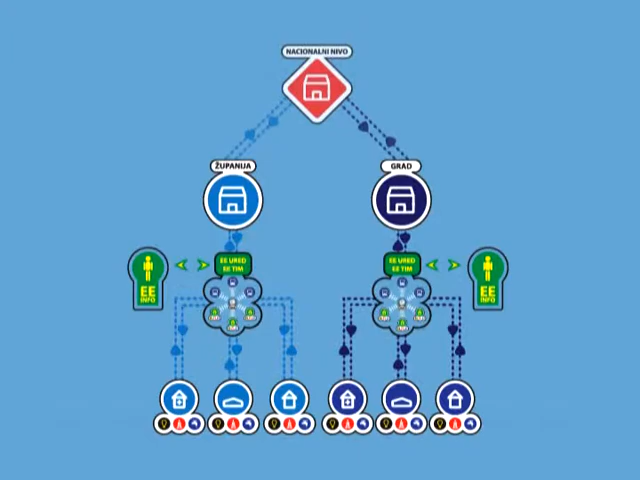 NACIONALNI NIVO
ŽUPANIJA
GRAD
EE URED
EE TIM
EE URED
EE TIM
EE
INFO
EE
INFO